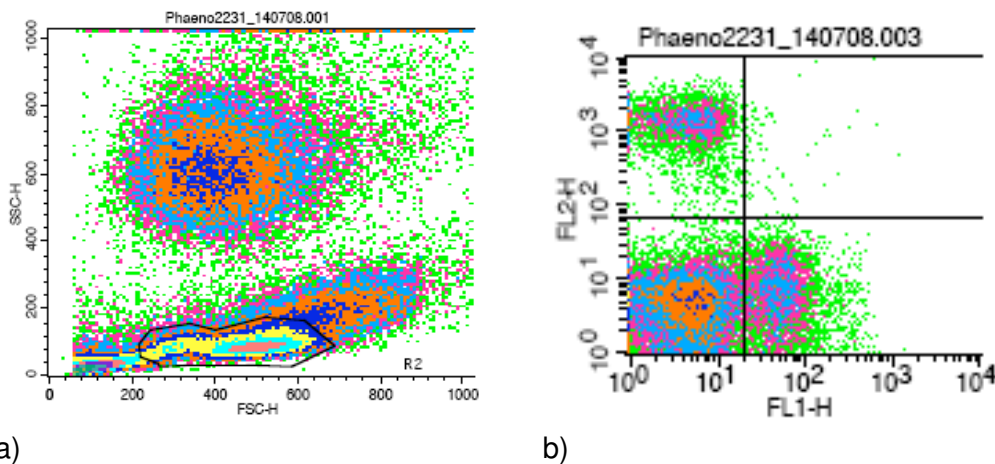 Phaeno2231_140708.001
SSC-H
1000
800
600
400
200
0
0 200 400 600 800 1000
FSC-H
R2
a)
Phaeno2231_140708.003
FL2-H
10^4
10^3
10^2
10^1
10^0
10^0 10^1 10^2 10^3 10^4
FL1-H
b)